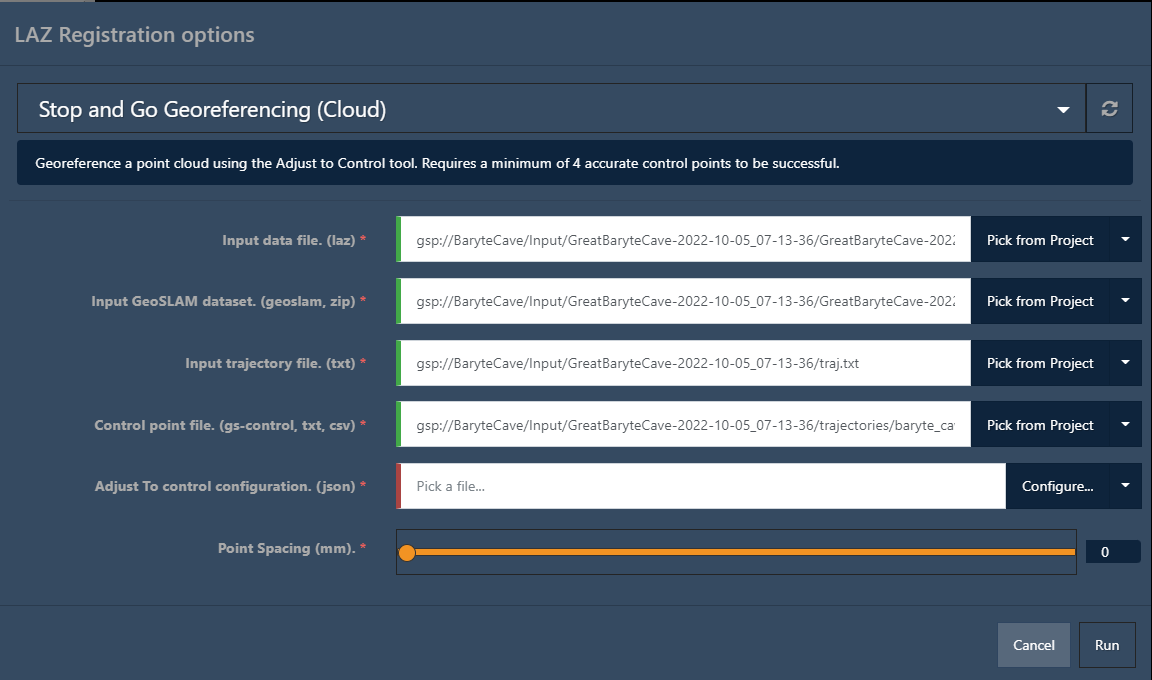 LAZ Registration options
Stop and Go Georeferencing (Cloud)
Georeference a point cloud using the Adjust to Control tool. Requires a minimum of 4 accurate control points to be successful.
Input data file. (laz) * gsp://BaryteCave/Input/GreatBaryteCave-2022-10-05_07-13-36/GreatBaryteCave-2022 Pick from Project
Input GeoSLAM dataset. (geoslam, zip) * gsp://BaryteCave/Input/GreatBaryteCave-2022-10-05_07-13-36/GreatBaryteCave-2022 Pick from Project
Input trajectory file. (txt) * gsp://BaryteCave/Input/GreatBaryteCave-2022-10-05_07-13-36/traj.txt Pick from Project
Control point file. (gs-control, txt, csv) * gsp://BaryteCave/Input/GreatBaryteCave-2022-10-05_07-13-36/trajectories/baryte_ca Pick from Project
Adjust To control configuration. (json) * Pick a file... Configure...
Point Spacing (mm). * 0
Cancel Run